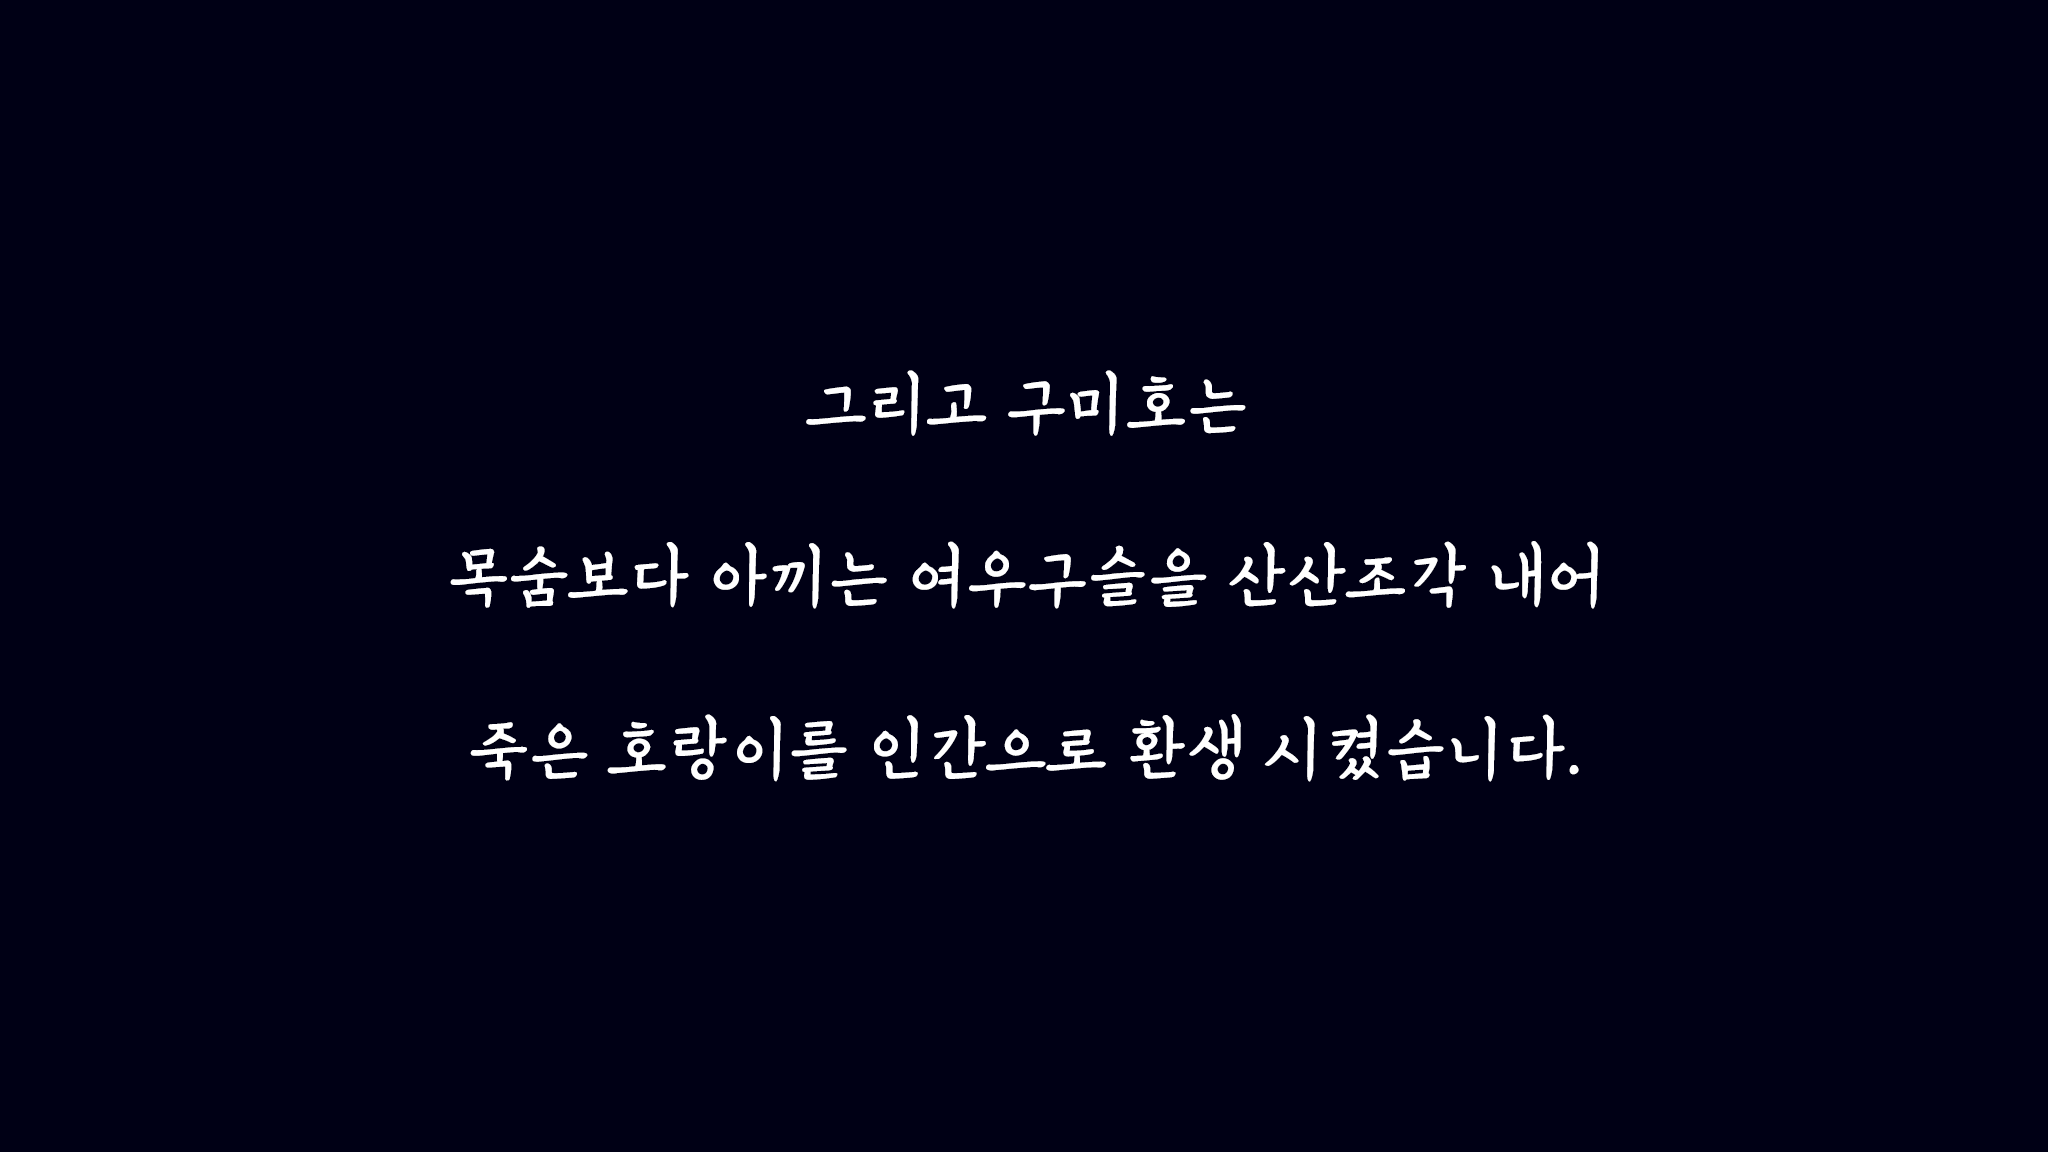 그리고 구미호는
목숨보다 아끼는 여우구슬을 산산조각 내어
죽은 호랑이를 인간으로 환생 시켰습니다.